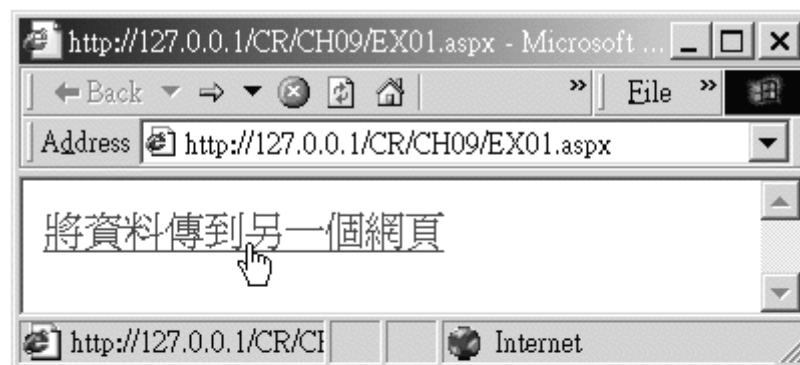 http://127.0.0.1/CR/CH09/EX01.aspx - Microsoft ...
Back » File »
Address http://127.0.0.1/CR/CH09/EX01.aspx
將資料傳到另一個網頁
http://127.0.0.1/CR/CH Internet